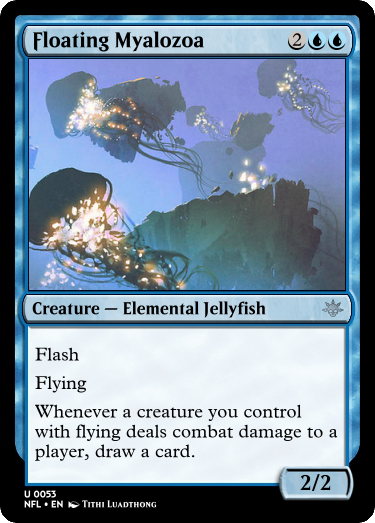 Floating Myalozoa 2
Creature — Elemental Jellyfish
Flash
Flying
Whenever a creature you control
with flying deals combat damage to a
player, draw a card.
2/2
U 0053
NFL • EN Tithi Luadthong